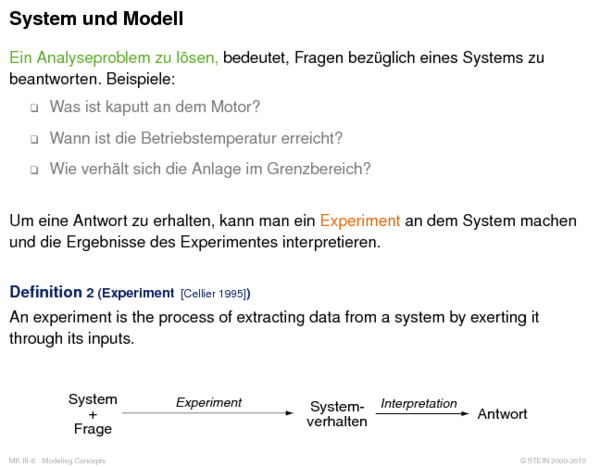 System und Modell
Ein Analyseproblem zu lösen, bedeutet, Fragen bezüglich eines Systems zu
beantworten. Beispiele:
❑ Was ist kaputt an dem Motor?
❑ Wann ist die Betriebstemperatur erreicht?
❑ Wie verhält sich die Anlage im Grenzbereich?
Um eine Antwort zu erhalten, kann man ein Experiment an dem System machen
und die Ergebnisse des Experimentes interpretieren.
Definition 2 (Experiment [Cellier 1995])
An experiment is the process of extracting data from a system by exerting it
through its inputs.
System
+
Frage
Experiment
System-
verhalten
Interpretation
Antwort
MK:III-8 Modeling Concepts
© STEIN 2000-2015